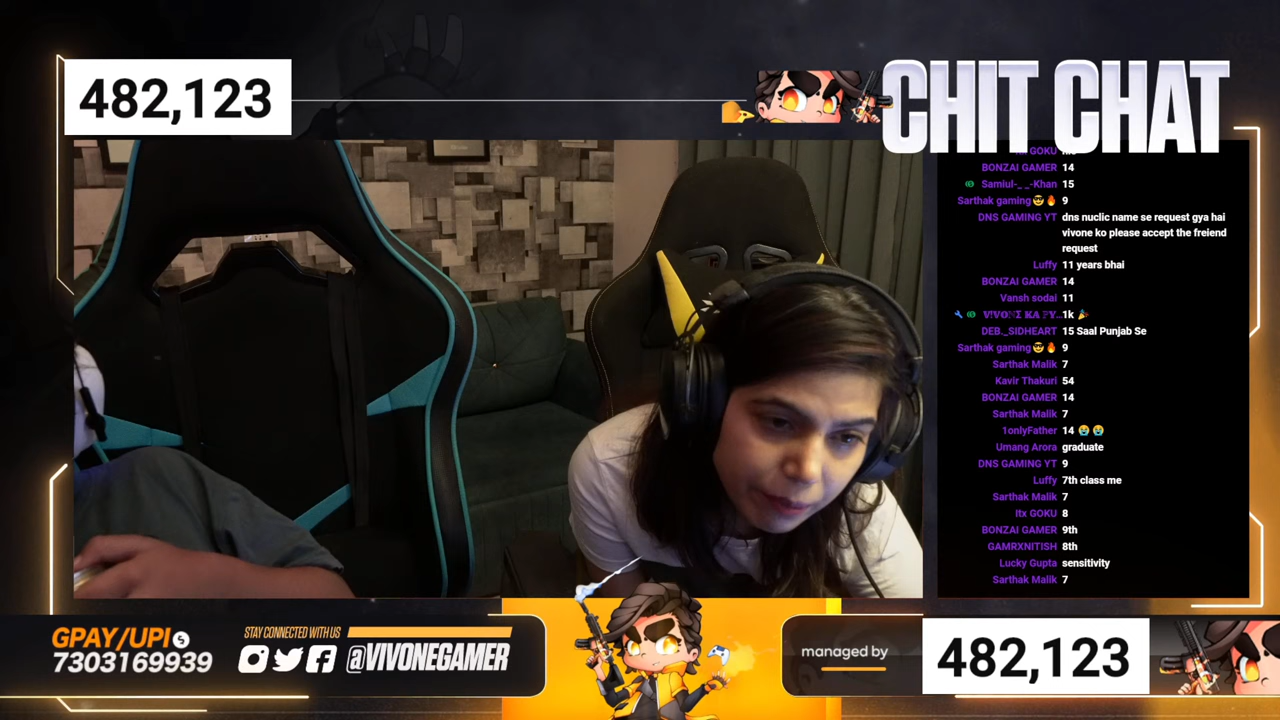 482,123
CHIT CHAT
GOKU
BONZAI GAMER 14
Samiul-_ _-Khan 15
Sarthak gaming😎🔥 9
DNS GAMING YT dns nuclic name se request gya hai
vivone ko please accept the freiend
request
Luffy 11 years bhai
BONZAI GAMER 14
Vansh sodai 11
V!VONΣ KA PY... 1k 🎉
DEB._SIDHEART 15 Saal Punjab Se
Sarthak gaming😎🔥 9
Sarthak Malik 7
Kavir Thakuri 54
BONZAI GAMER 14
Sarthak Malik 7
1onlyFather 14 😭 😭
Umang Arora graduate
DNS GAMING YT 9
Luffy 7th class me
Sarthak Malik 7
Itx GOKU 8
BONZAI GAMER 9th
GAMRXNITISH 8th
Lucky Gupta sensitivity
Sarthak Malik 7
GPAY/UPI
7303169939
STAY CONNECTED WITH US
@VIVONEGAMER
managed by
482,123